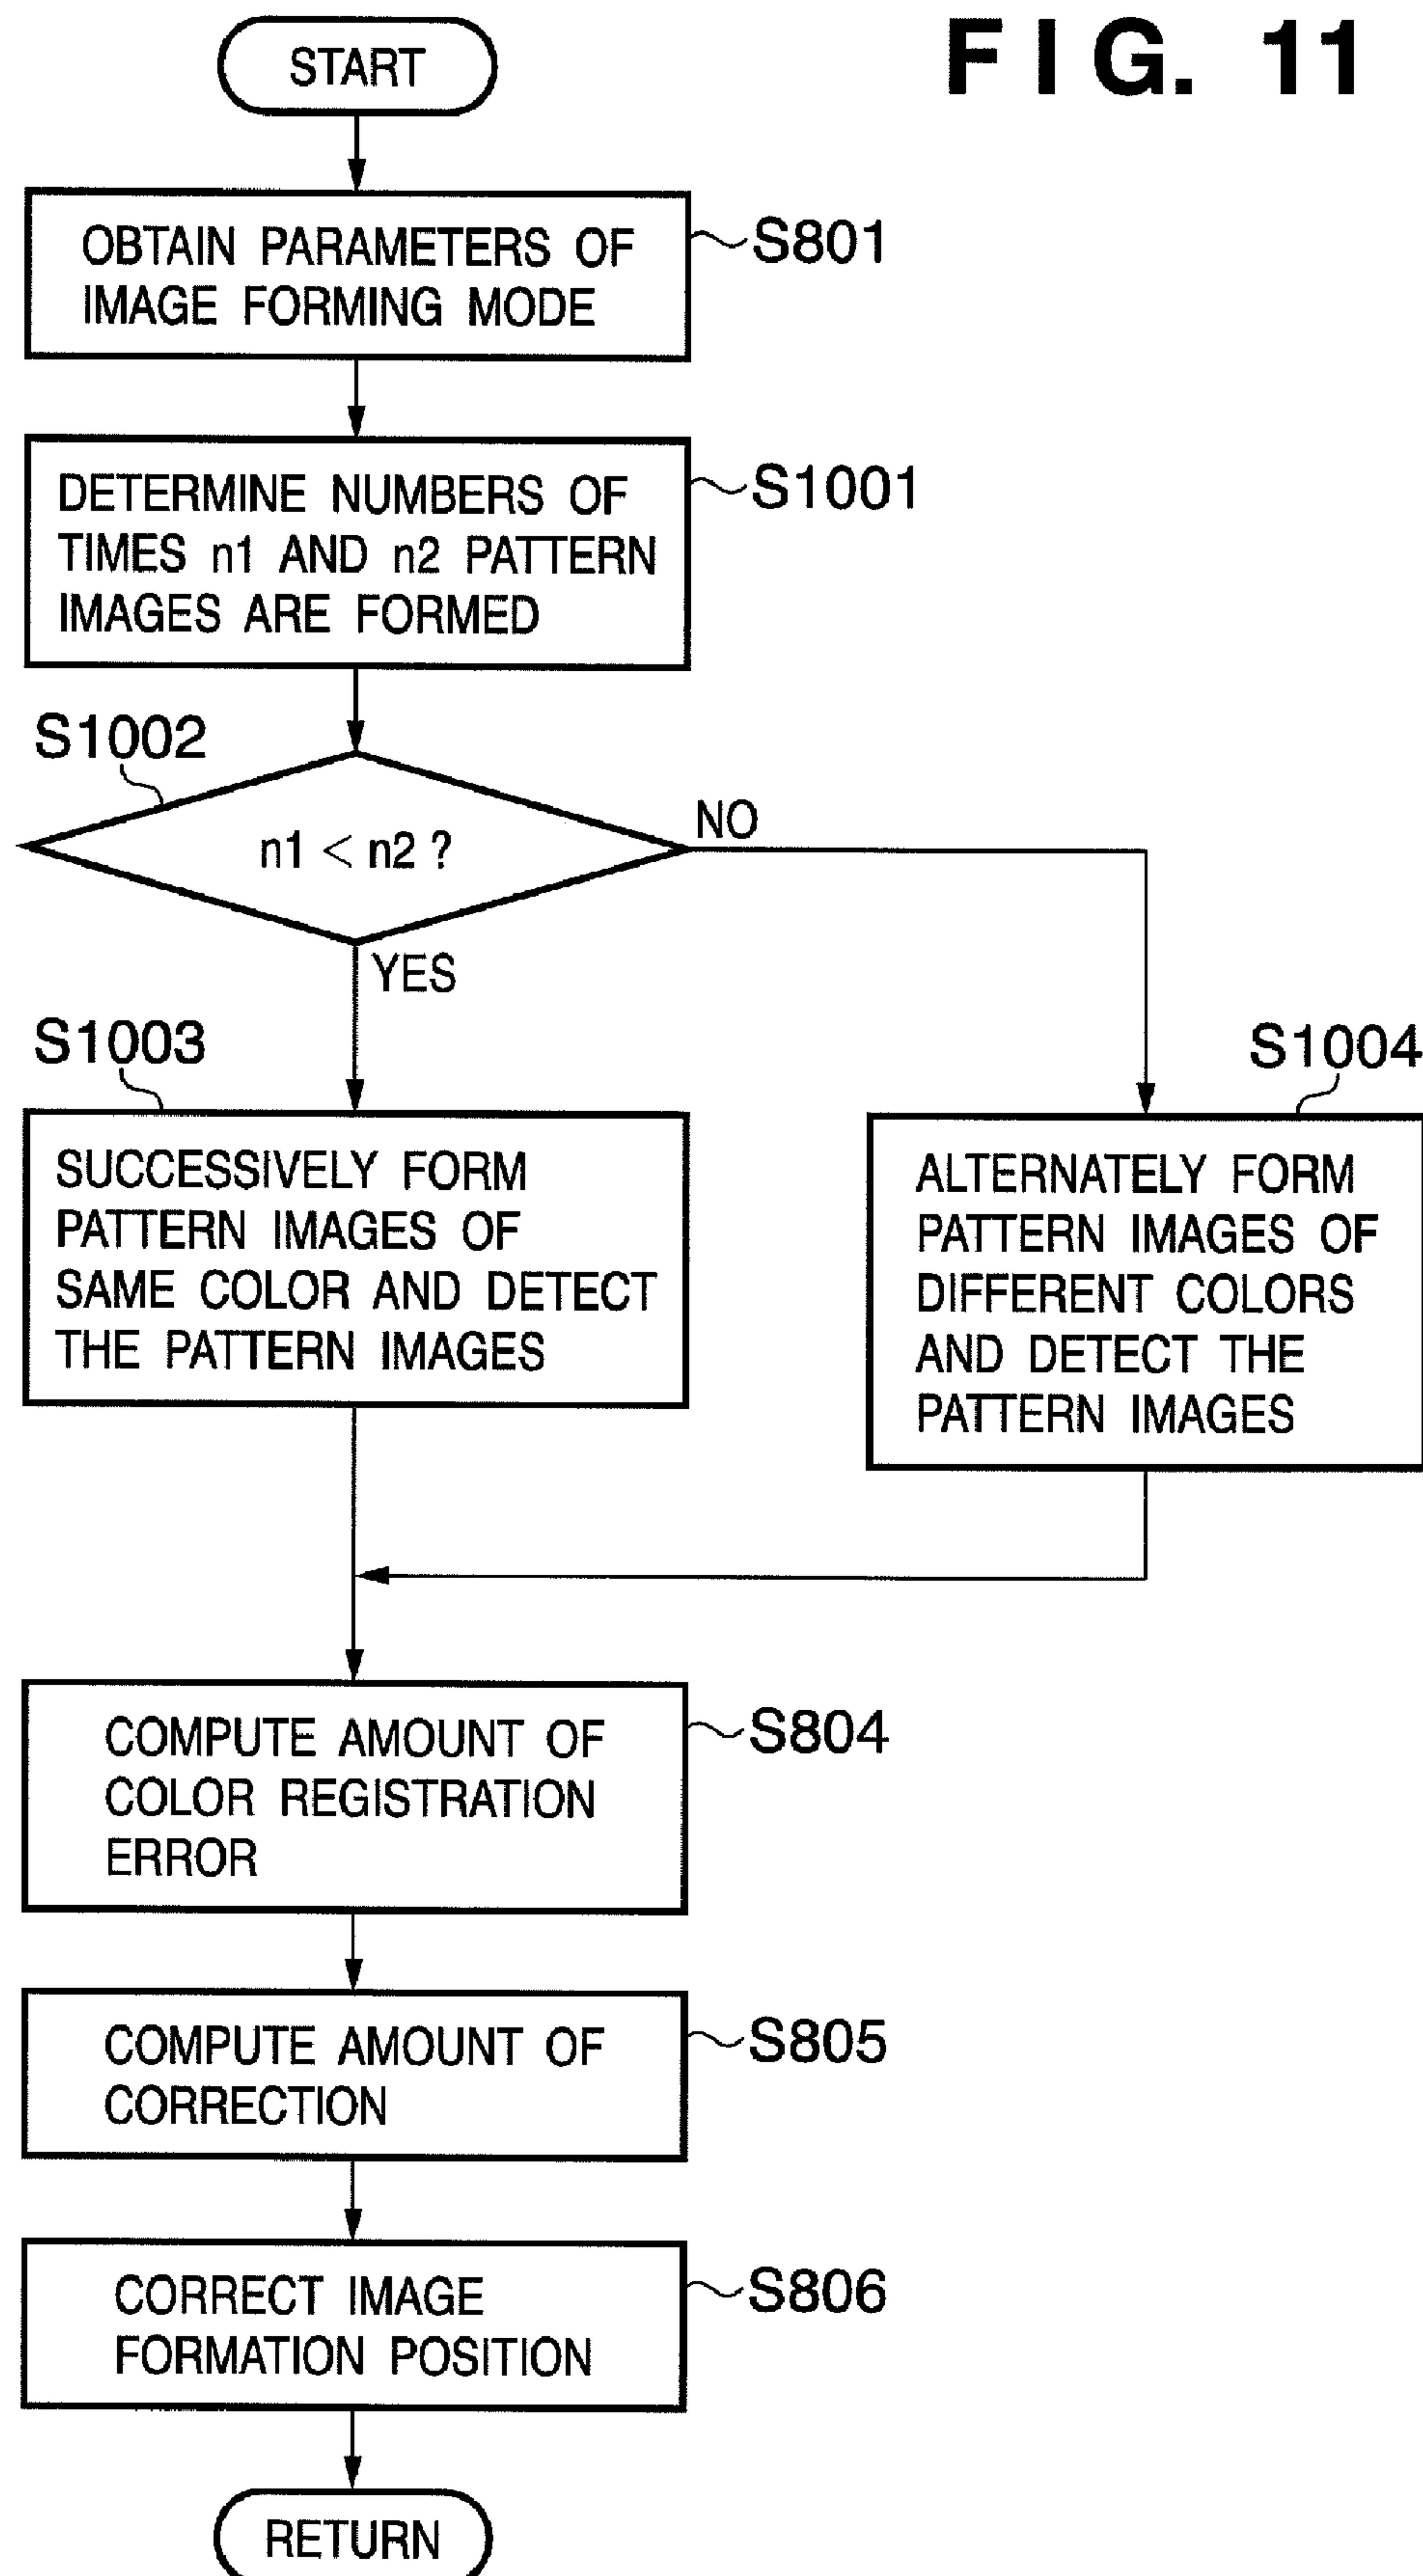 FIG. 11
START
OBTAIN PARAMETERS OF
IMAGE FORMING MODE
S801
DETERMINE NUMBERS OF
TIMES n1 AND n2 PATTERN
IMAGES ARE FORMED
S1001
S1002
n1 < n2 ?
NO
YES
S1003
SUCCESSIVELY FORM
PATTERN IMAGES OF
SAME COLOR AND DETECT
THE PATTERN IMAGES
S1004
ALTERNATELY FORM
PATTERN IMAGES OF
DIFFERENT COLORS
AND DETECT THE
PATTERN IMAGES
COMPUTE AMOUNT OF
COLOR REGISTRATION
ERROR
S804
COMPUTE AMOUNT OF
CORRECTION
S805
CORRECT IMAGE
FORMATION POSITION
S806
RETURN